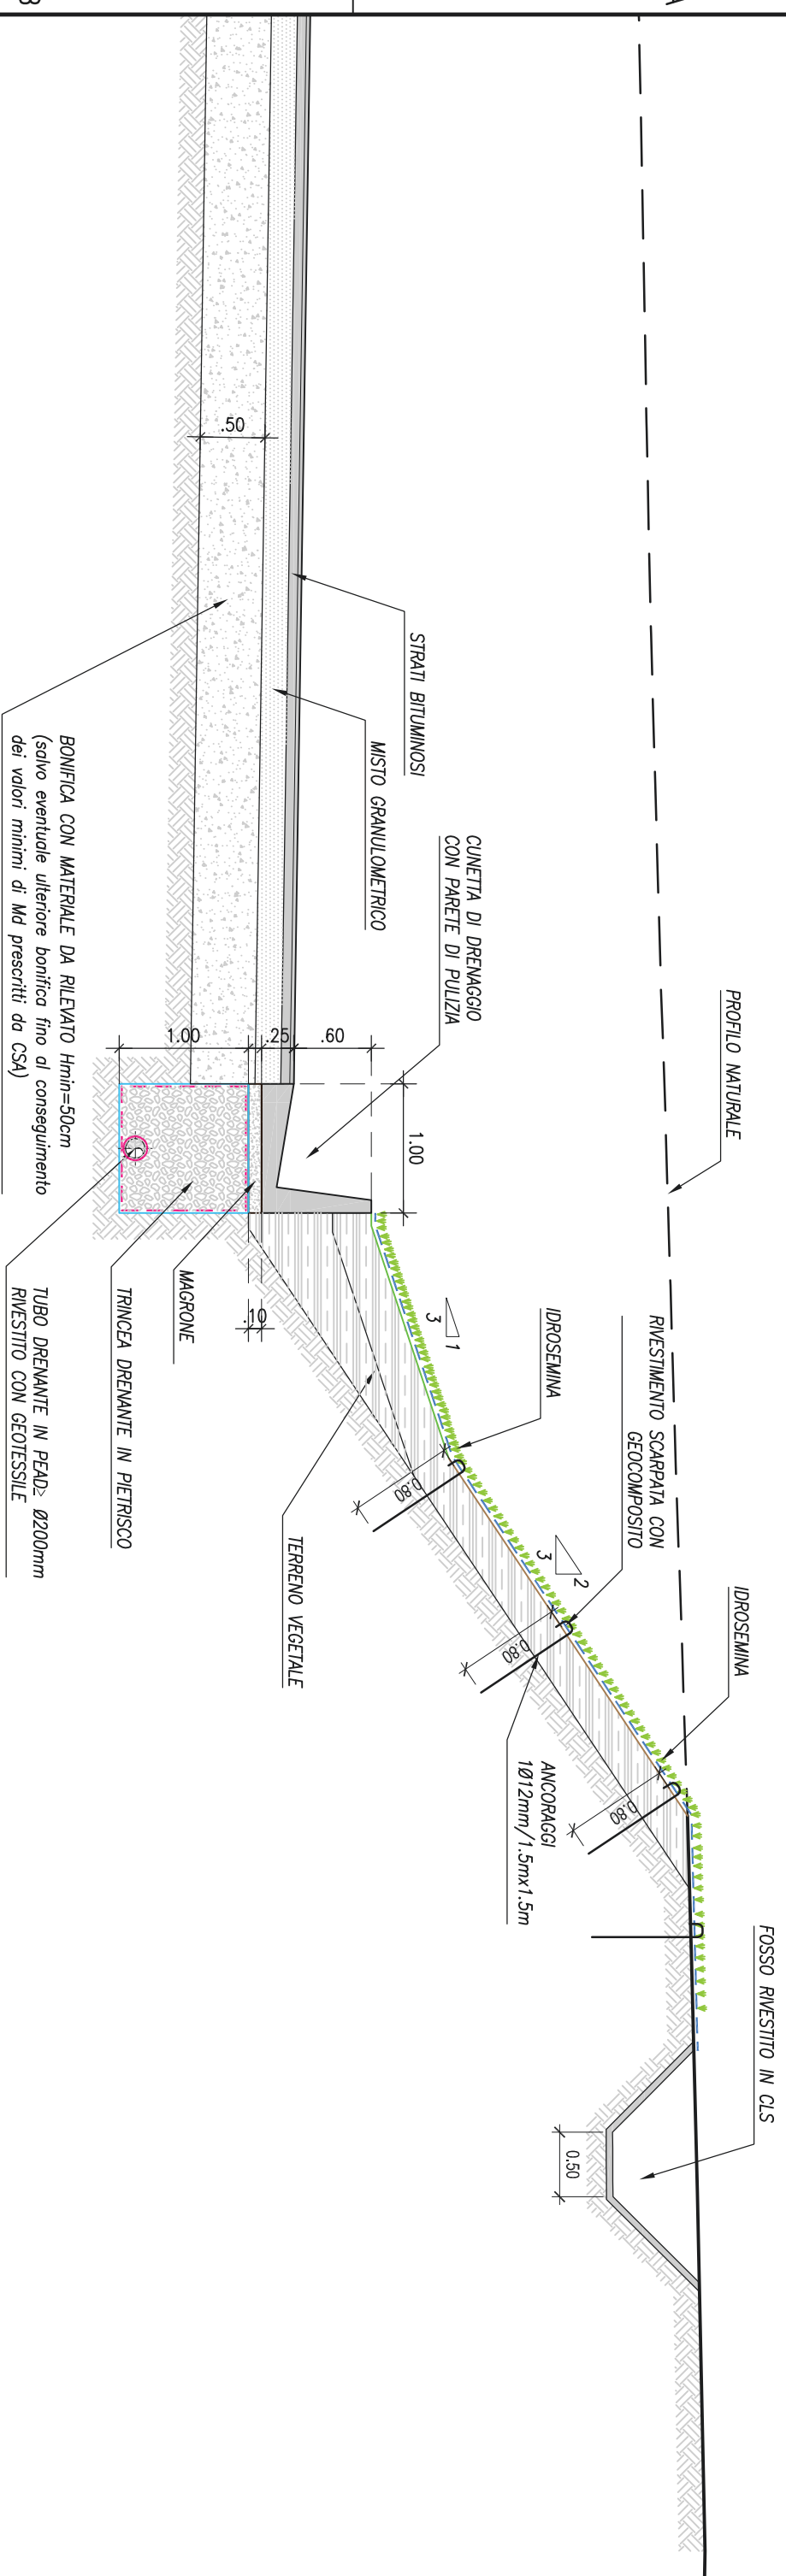 PROFILO NATURALE
FOSSO RIVESTITO IN CLS
IDROSEMINA
RIVESTIMENTO SCARPATA CON
GEOCOMPOSITO
IDROSEMINA
CUNETTA DI DRENAGGIO
CON PARETE DI PULIZIA
STRATI BITUMINOSI
MISTO GRANULOMETRICO
1.00
.60
.25
1.00
.10
.50
1
3
2
3
0.80
0.80
0.80
0.50
ANCORAGGI
1Ø12mm/1.5mx1.5m
TERRENO VEGETALE
MAGRONE
TRINCEA DRENANTE IN PIETRISCO
TUBO DRENANTE IN PEAD≥ Ø200mm
RIVESTITO CON GEOTESSILE
BONIFICA CON MATERIALE DA RILEVATO Hmin=50cm
(salvo eventuale ulteriore bonifica fino al conseguimento
dei valori minimi di Md prescritti da CSA)